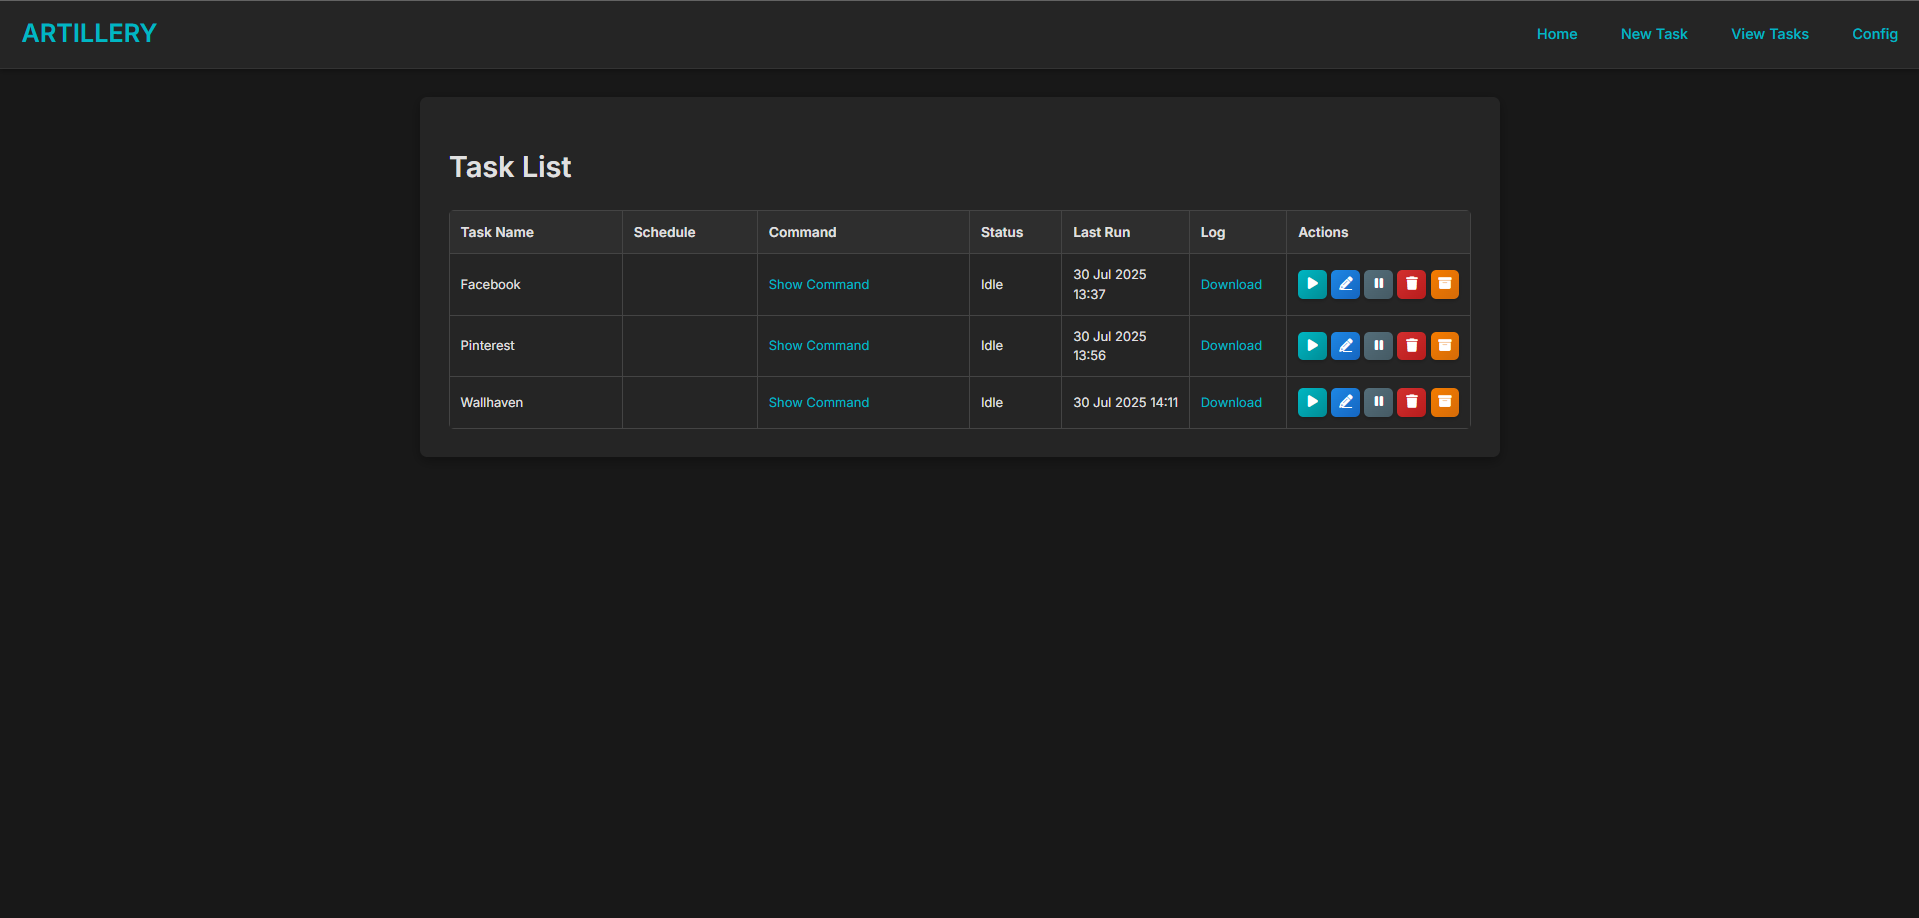 ARTILLERY
Home New Task View Tasks Config
Task List
Task Name Schedule Command Status Last Run Log Actions
Facebook Show Command Idle 30 Jul 2025 13:37 Download
Pinterest Show Command Idle 30 Jul 2025 13:56 Download
Wallhaven Show Command Idle 30 Jul 2025 14:11 Download